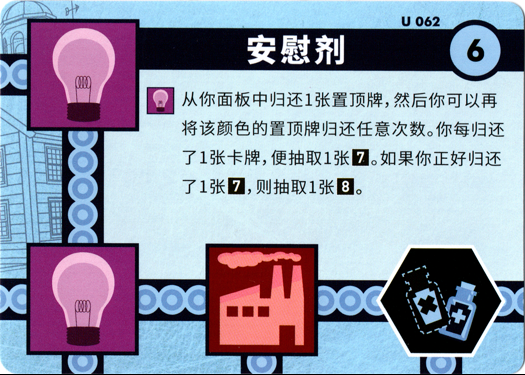 U 062
安慰剂
6
从你面板中归还1张置顶牌，然后你可以再
将该颜色的置顶牌归还任意次数。你每归还
了1张卡牌，便抽取1张7。如果你正好归还
了1张7，则抽取1张8。